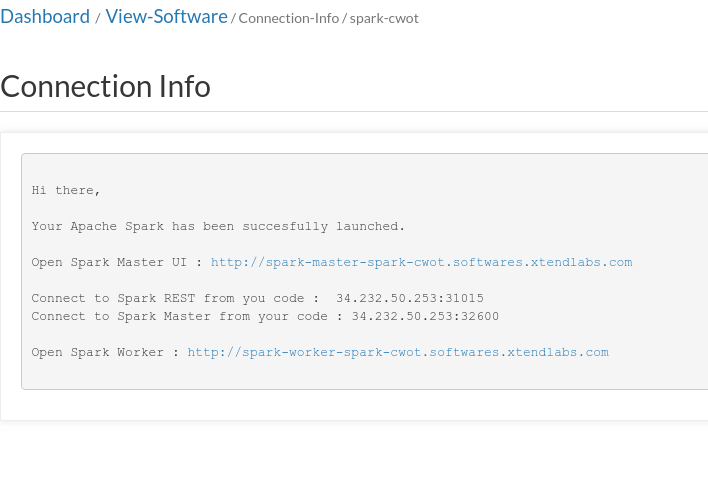 Dashboard / View-Software / Connection-Info / spark-cwot
Connection Info
Hi there,
Your Apache Spark has been succesfully launched.
Open Spark Master UI : http://spark-master-spark-cwot.softwares.xtendlabs.com
Connect to Spark REST from you code :  34.232.50.253:31015
Connect to Spark Master from your code : 34.232.50.253:32600
Open Spark Worker : http://spark-worker-spark-cwot.softwares.xtendlabs.com